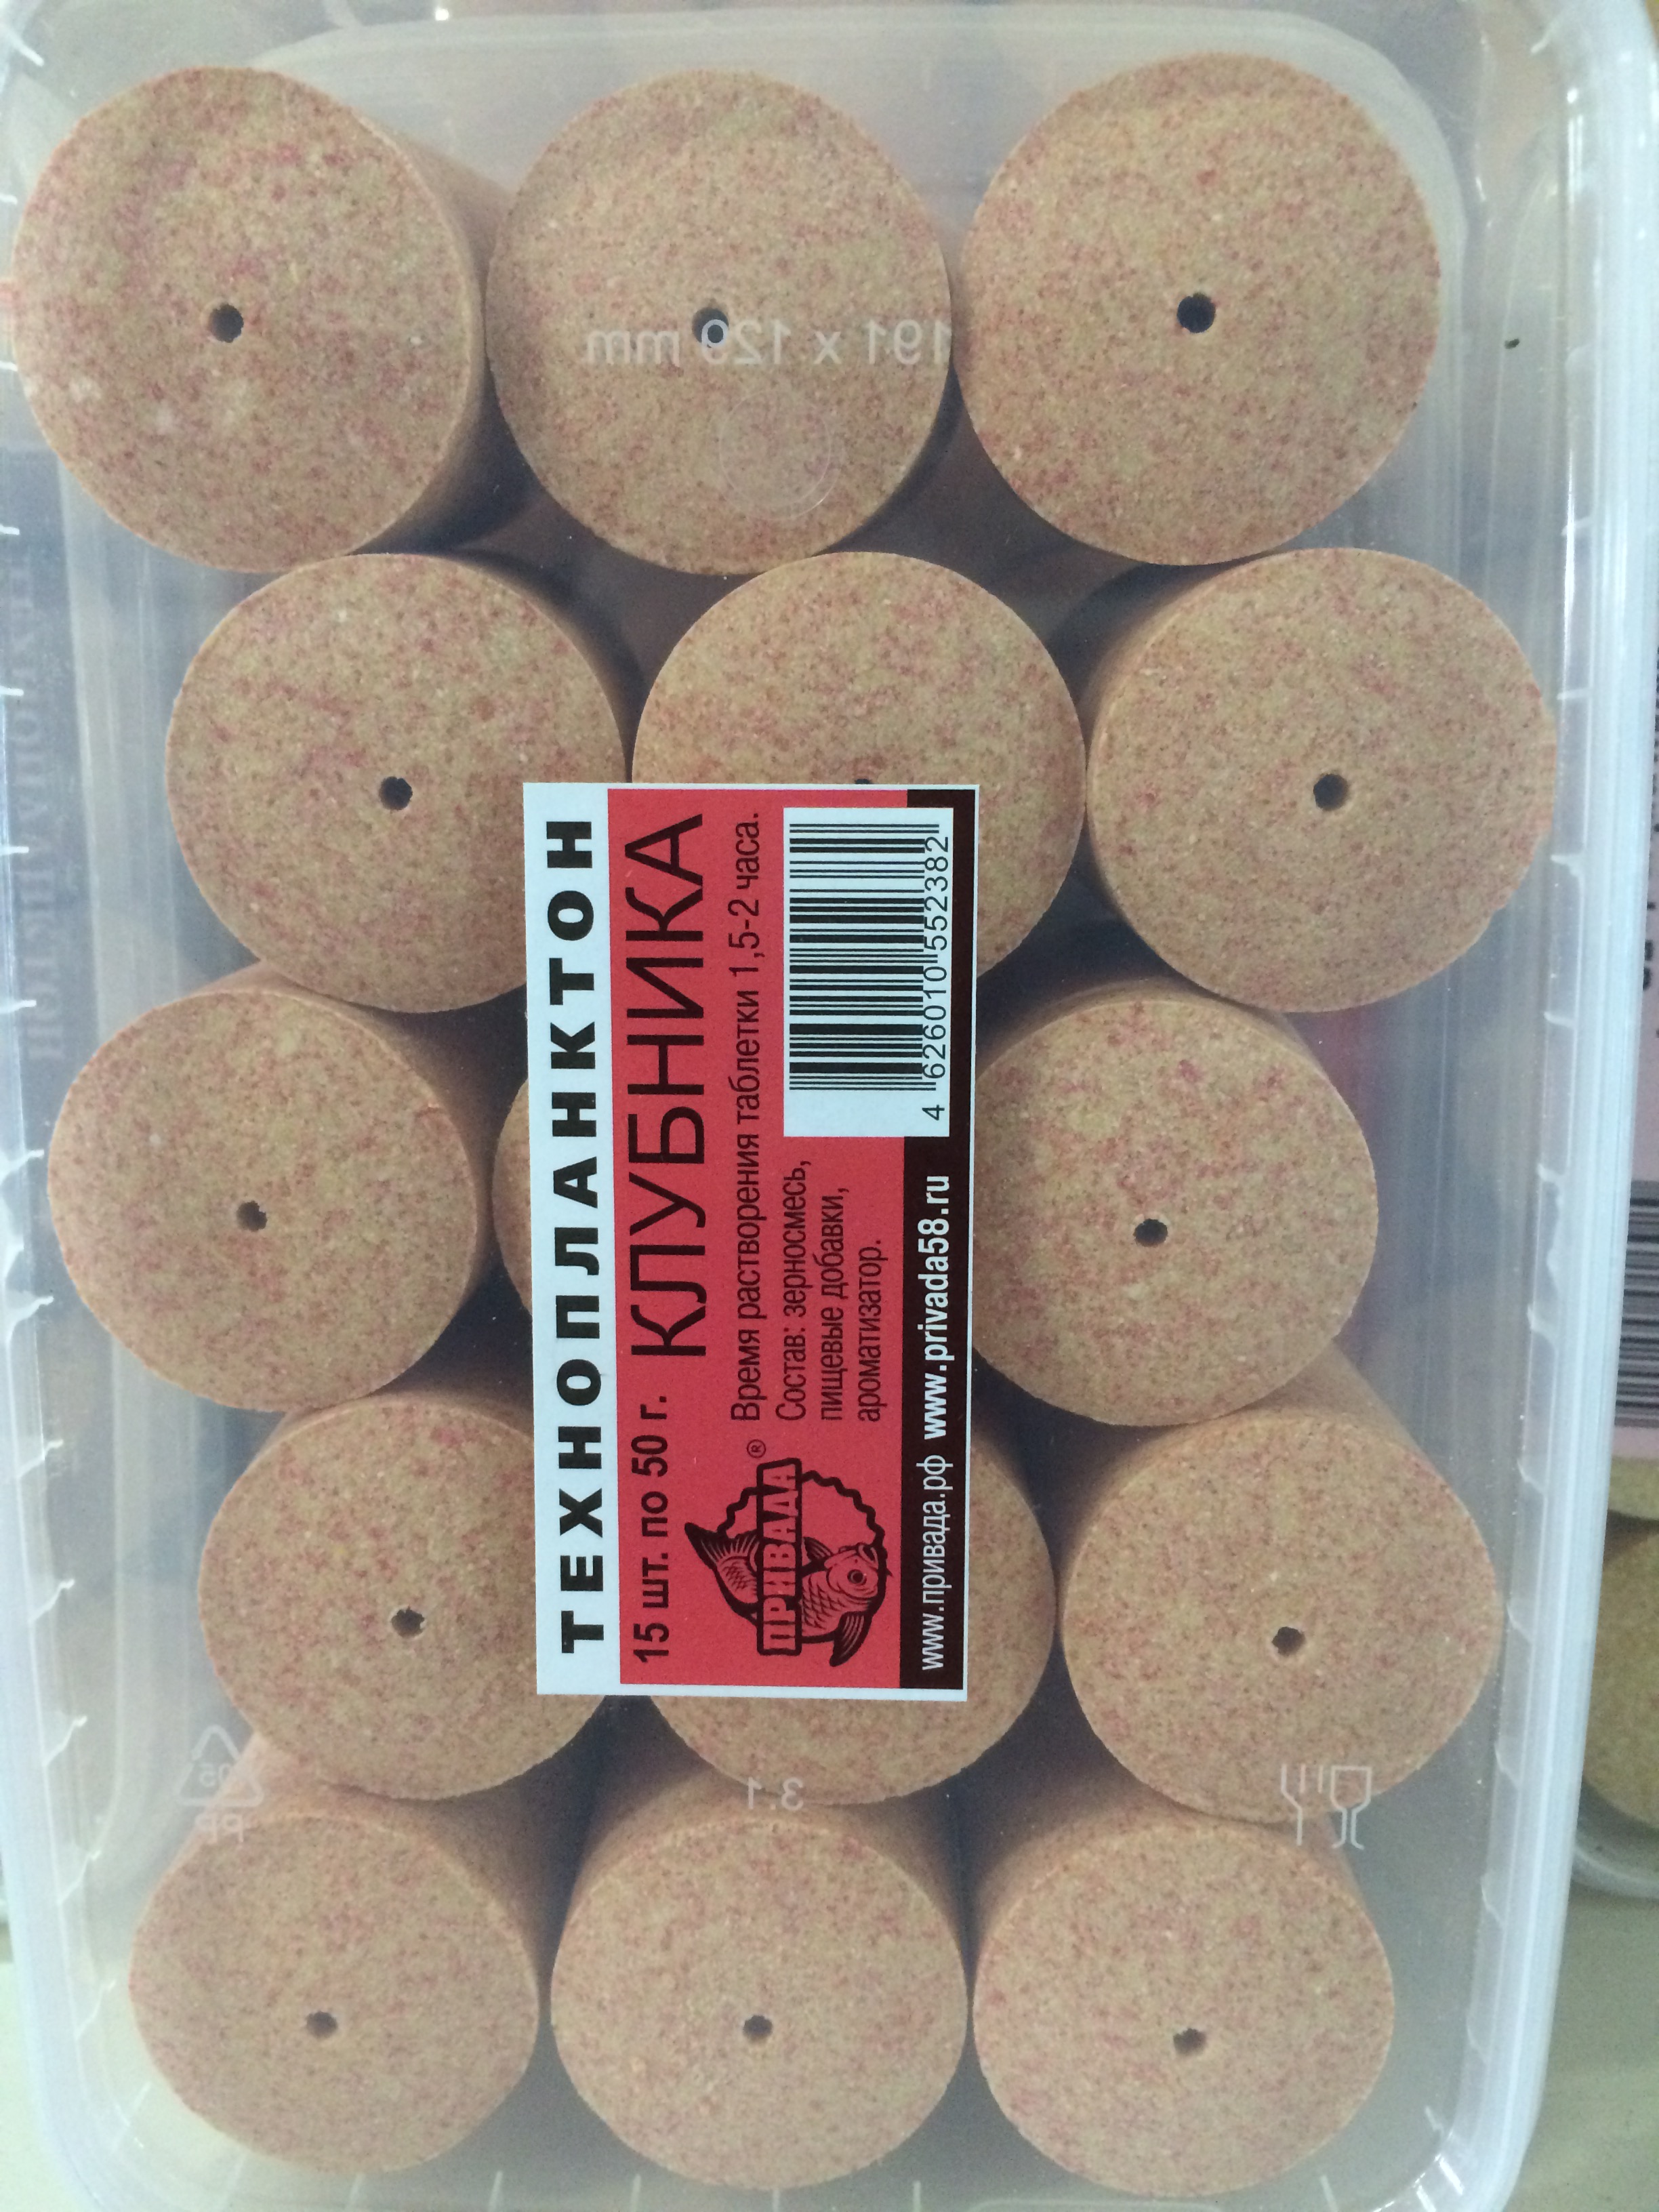 ТЕХНОПЛАНКТОН
15 шт. по 50 г. КЛУБНИКА
Время растворения таблетки 1,5-2 часа.
Состав: зерносмесь,
пищевые добавки,
ароматизатор.
ПРИВАДА®
4 626010 552382
www.привада.рф www.privada58.ru
191 x 129 mm
3.1
05
PP